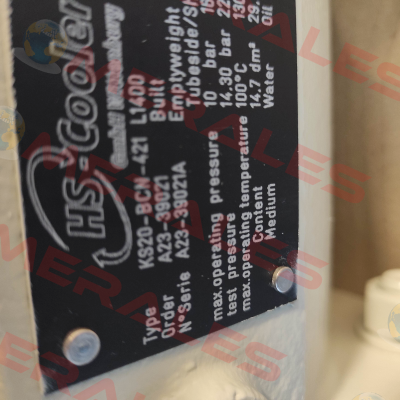 HS-Cooler
GmbH Wittenberg
Type KS20-BCN-421 L1400
Order A23-39021 Built
N°Serie A23-39021A Emptyweight
Tubeside/
max.operating pressure 10 bar
test pressure 14.30 bar
max.operating temperature 100°C
Content 14.7 dm³ 29.
Medium Water Oil